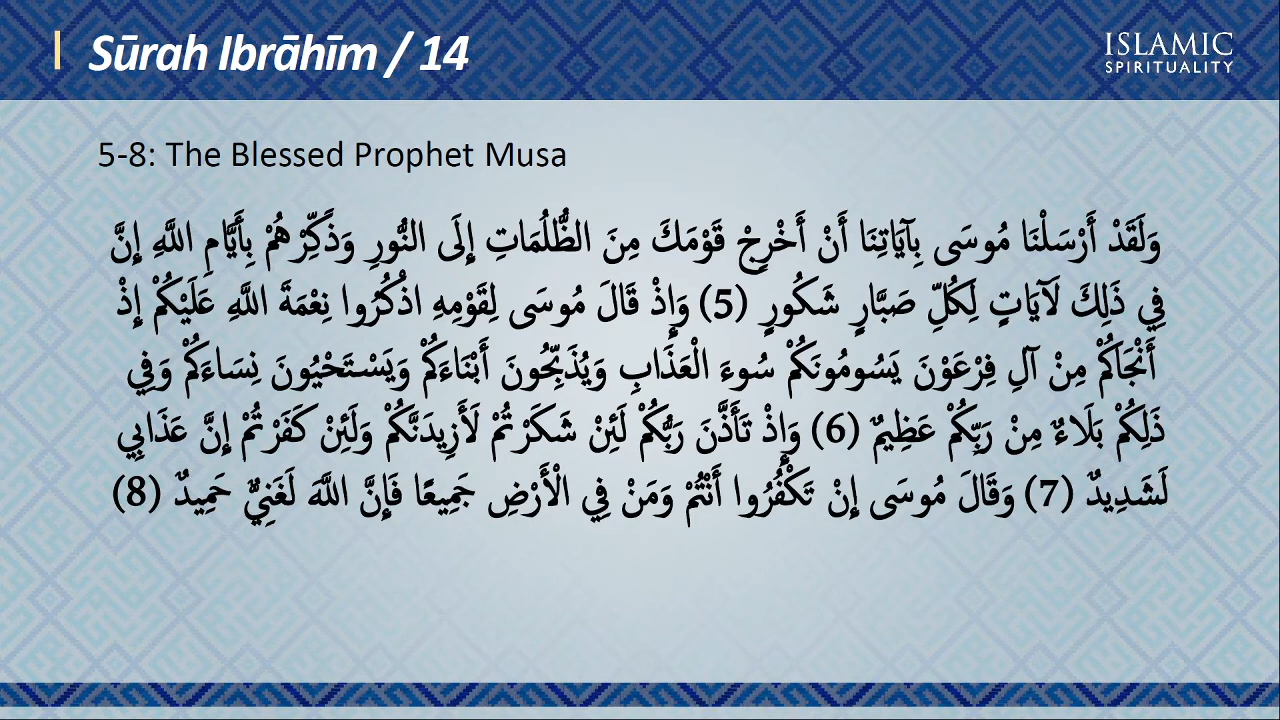 Sūrah Ibrāhīm / 14
ISLAMIC
SPIRITUALITY
5-8: The Blessed Prophet Musa
وَلَقَدْ أَرْسَلْنَا مُوسَى بِآيَاتِنَا أَنْ أَخْرِجْ قَوْمَكَ مِنَ الظُّلُمَاتِ إِلَى النُّورِ وَذَكِّرْهُمْ بِأَيَّامِ اللَّهِ إِنَّ
فِي ذَلِكَ لَآيَاتٍ لِكُلِّ صَبَّارٍ شَكُورٍ (5) وَإِذْ قَالَ مُوسَى لِقَوْمِهِ اذْكُرُوا نِعْمَةَ اللَّهِ عَلَيْكُمْ إِذْ
أَنْجَاكُمْ مِنْ آلِ فِرْعَوْنَ يَسُومُونَكُمْ سُوءَ الْعَذَابِ وَيُذَبِّحُونَ أَبْنَاءَكُمْ وَيَسْتَحْيُونَ نِسَاءَكُمْ وَفِي
ذَلِكُمْ بَلَاءٌ مِنْ رَبِّكُمْ عَظِيمٌ (6) وَإِذْ تَأَذَّنَ رَبُّكُمْ لَئِنْ شَكَرْتُمْ لَأَزِيدَنَّكُمْ وَلَئِنْ كَفَرْتُمْ إِنَّ عَذَابِي
لَشَدِيدٌ (7) وَقَالَ مُوسَى إِنْ تَكْفُرُوا أَنْتُمْ وَمَنْ فِي الْأَرْضِ جَمِيعًا فَإِنَّ اللَّهَ لَغَنِيٌّ حَمِيدٌ (8)